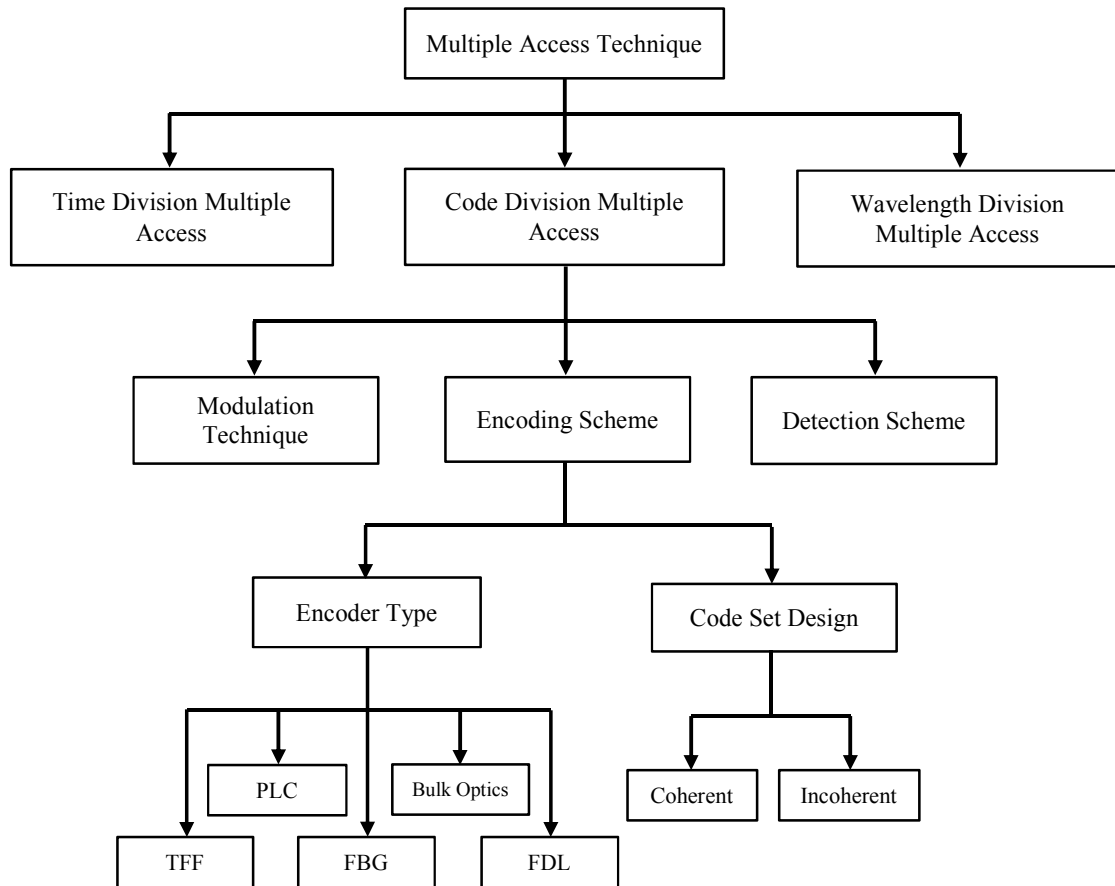 Multiple Access Technique
Time Division Multiple
Access
Code Division Multiple
Access
Wavelength Division
Multiple Access
Modulation
Technique
Encoding Scheme
Detection Scheme
Encoder Type
Code Set Design
PLC
Bulk Optics
Coherent
Incoherent
TFF
FBG
FDL